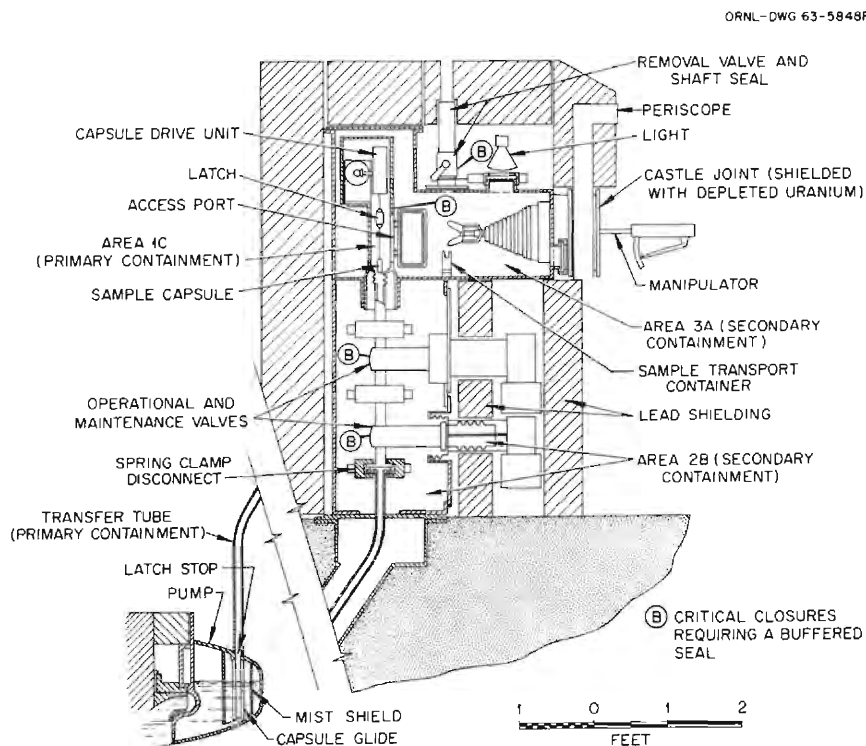 ORNL-DWG 63-5848
REMOVAL VALVE AND
SHAFT SEAL
PERISCOPE
LIGHT
CASTLE JOINT (SHIELDED
WITH DEPLETED URANIUM)
MANIPULATOR
AREA 3A (SECONDARY
CONTAINMENT)
SAMPLE TRANSPORT
CONTAINER
LEAD SHIELDING
AREA 2B (SECONDARY
CONTAINMENT)
CAPSULE DRIVE UNIT
LATCH
ACCESS PORT
AREA 1C
(PRIMARY CONTAINMENT)
SAMPLE CAPSULE
OPERATIONAL AND
MAINTENANCE VALVES
SPRING CLAMP
DISCONNECT
TRANSFER TUBE
(PRIMARY CONTAINMENT)
LATCH STOP
PUMP
MIST SHIELD
CAPSULE GLIDE
B
B
B
B
B CRITICAL CLOSURES
REQUIRING A BUFFERED
SEAL
1 0 1 2
FEET